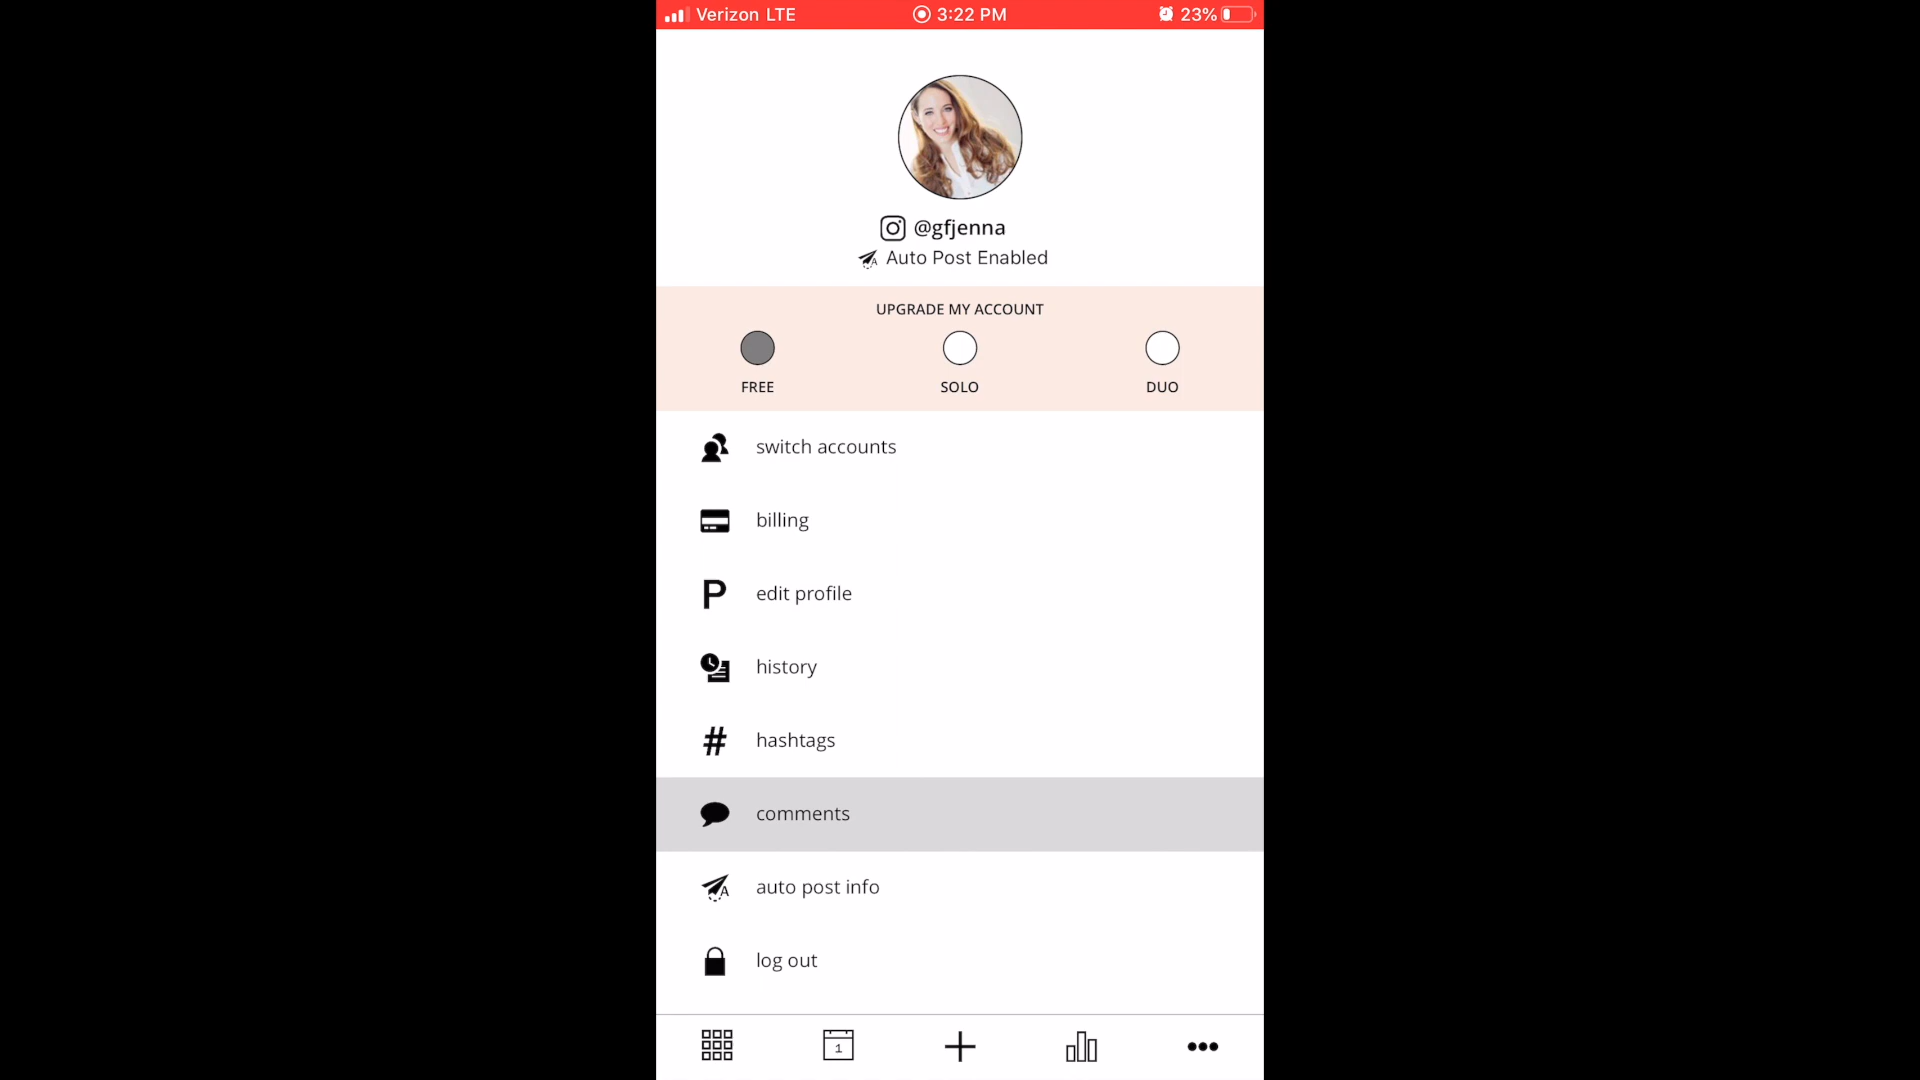 Verizon LTE 3:22 PM 23%
@gfjenna
Auto Post Enabled
UPGRADE MY ACCOUNT
FREE SOLO DUO
switch accounts
billing
P edit profile
history
# hashtags
comments
A auto post info
log out
1